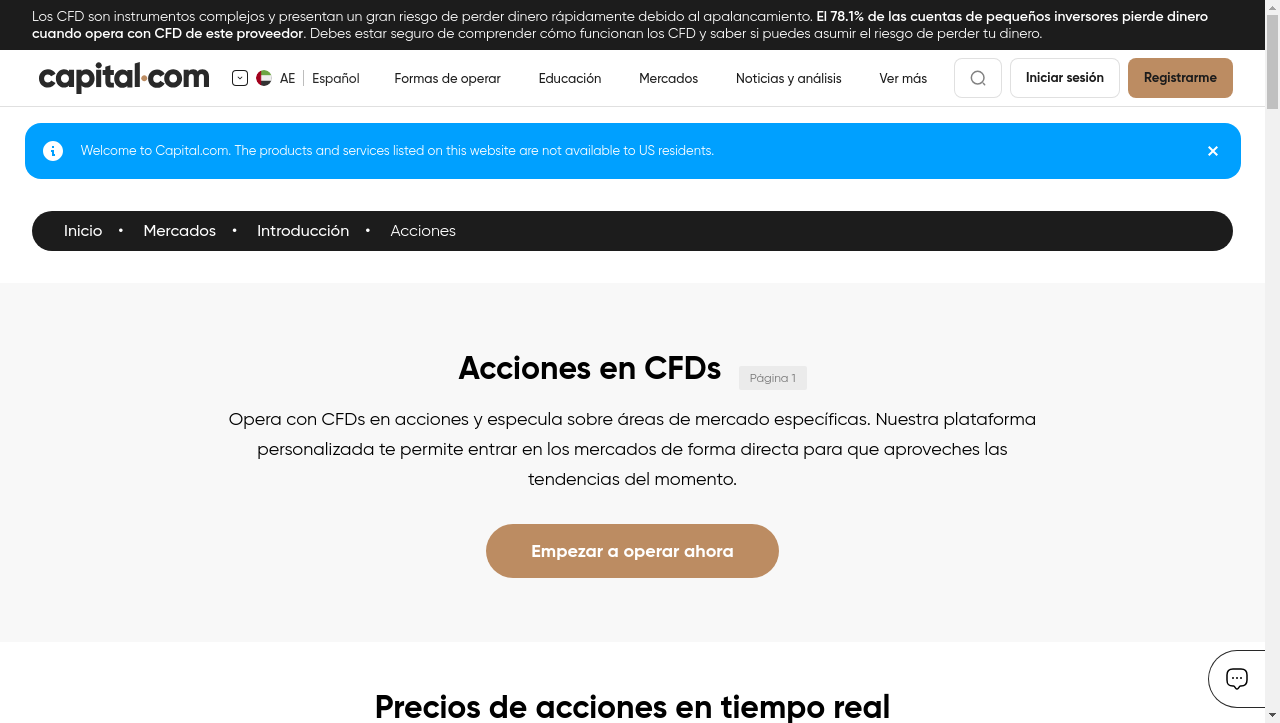 Los CFD son instrumentos complejos y presentan un gran riesgo de perder dinero rápidamente debido al apalancamiento. El 78.1% de las cuentas de pequeños inversores pierde dinero
cuando opera con CFD de este proveedor. Debes estar seguro de comprender cómo funcionan los CFD y saber si puedes asumir el riesgo de perder tu dinero.
capital.com AE Español Formas de operar Educación Mercados Noticias y análisis Ver más Iniciar sesión Registrarme
Welcome to Capital.com. The products and services listed on this website are not available to US residents.
Inicio • Mercados • Introducción • Acciones
Acciones en CFDs Página 1
Opera con CFDs en acciones y especula sobre áreas de mercado específicas. Nuestra plataforma
personalizada te permite entrar en los mercados de forma directa para que aproveches las
tendencias del momento.
Empezar a operar ahora
Precios de acciones en tiempo real